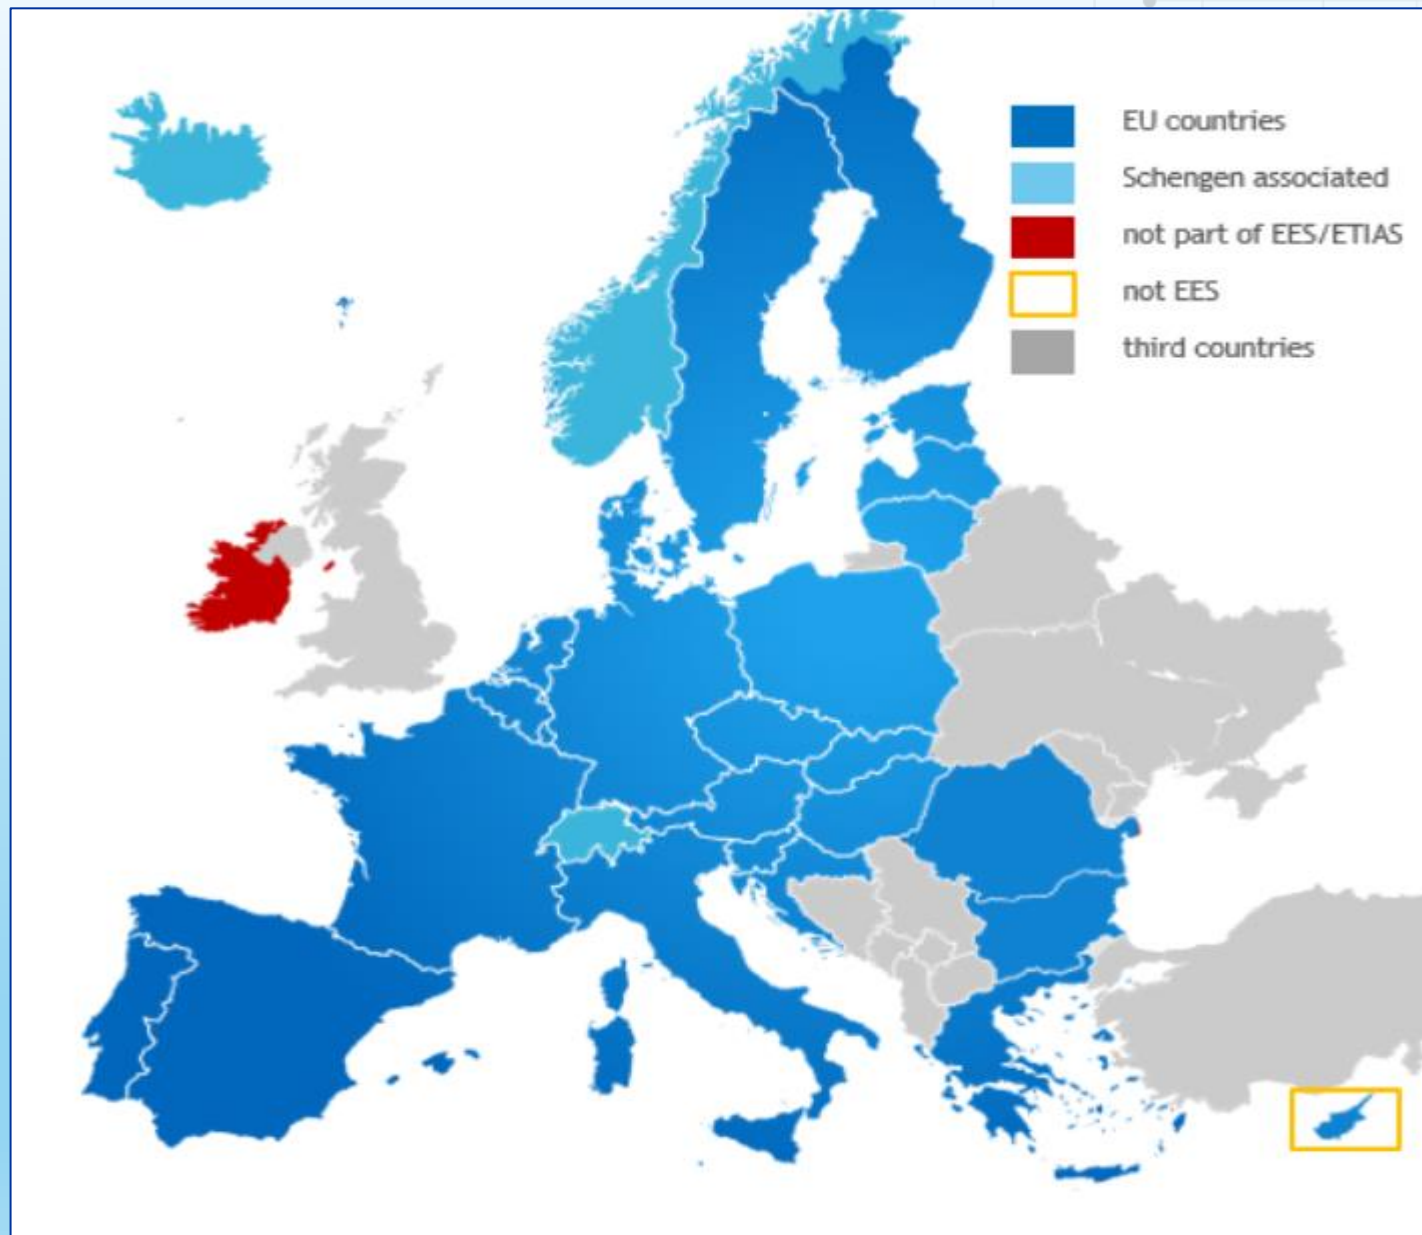 EU countries
Schengen associated
not part of EES/ETIAS
not EES
third countries